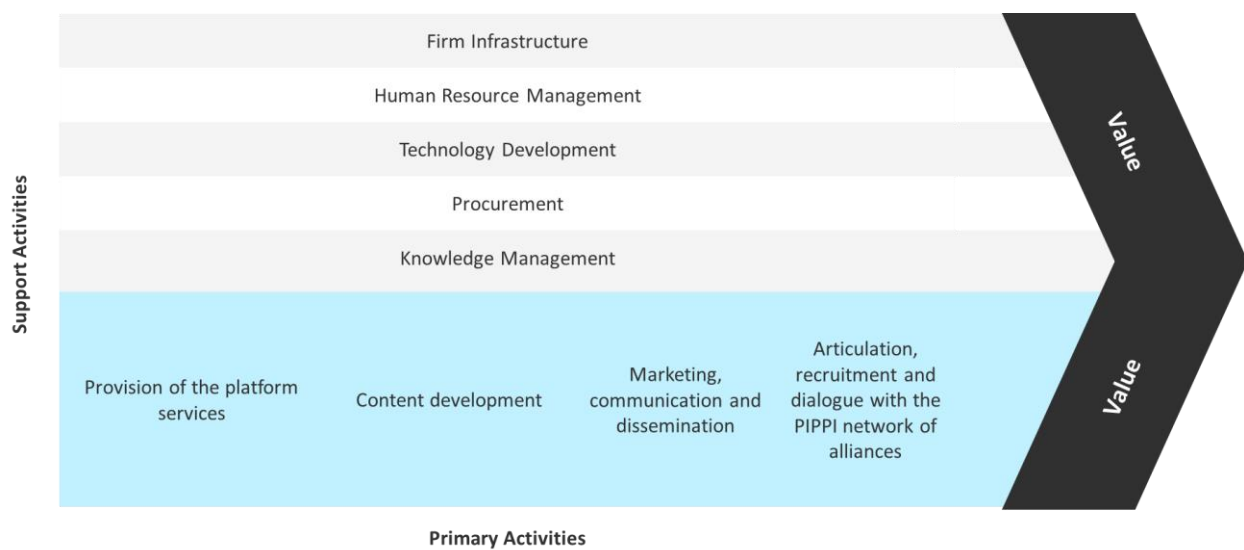 Firm Infrastructure
Human Resource Management
Technology Development
Procurement
Knowledge Management
Support Activities
Value
Provision of the platform
services
Content development
Marketing,
communication and
dissemination
Articulation,
recruitment and
dialogue with the
PIPPI network of
alliances
Value
Primary Activities